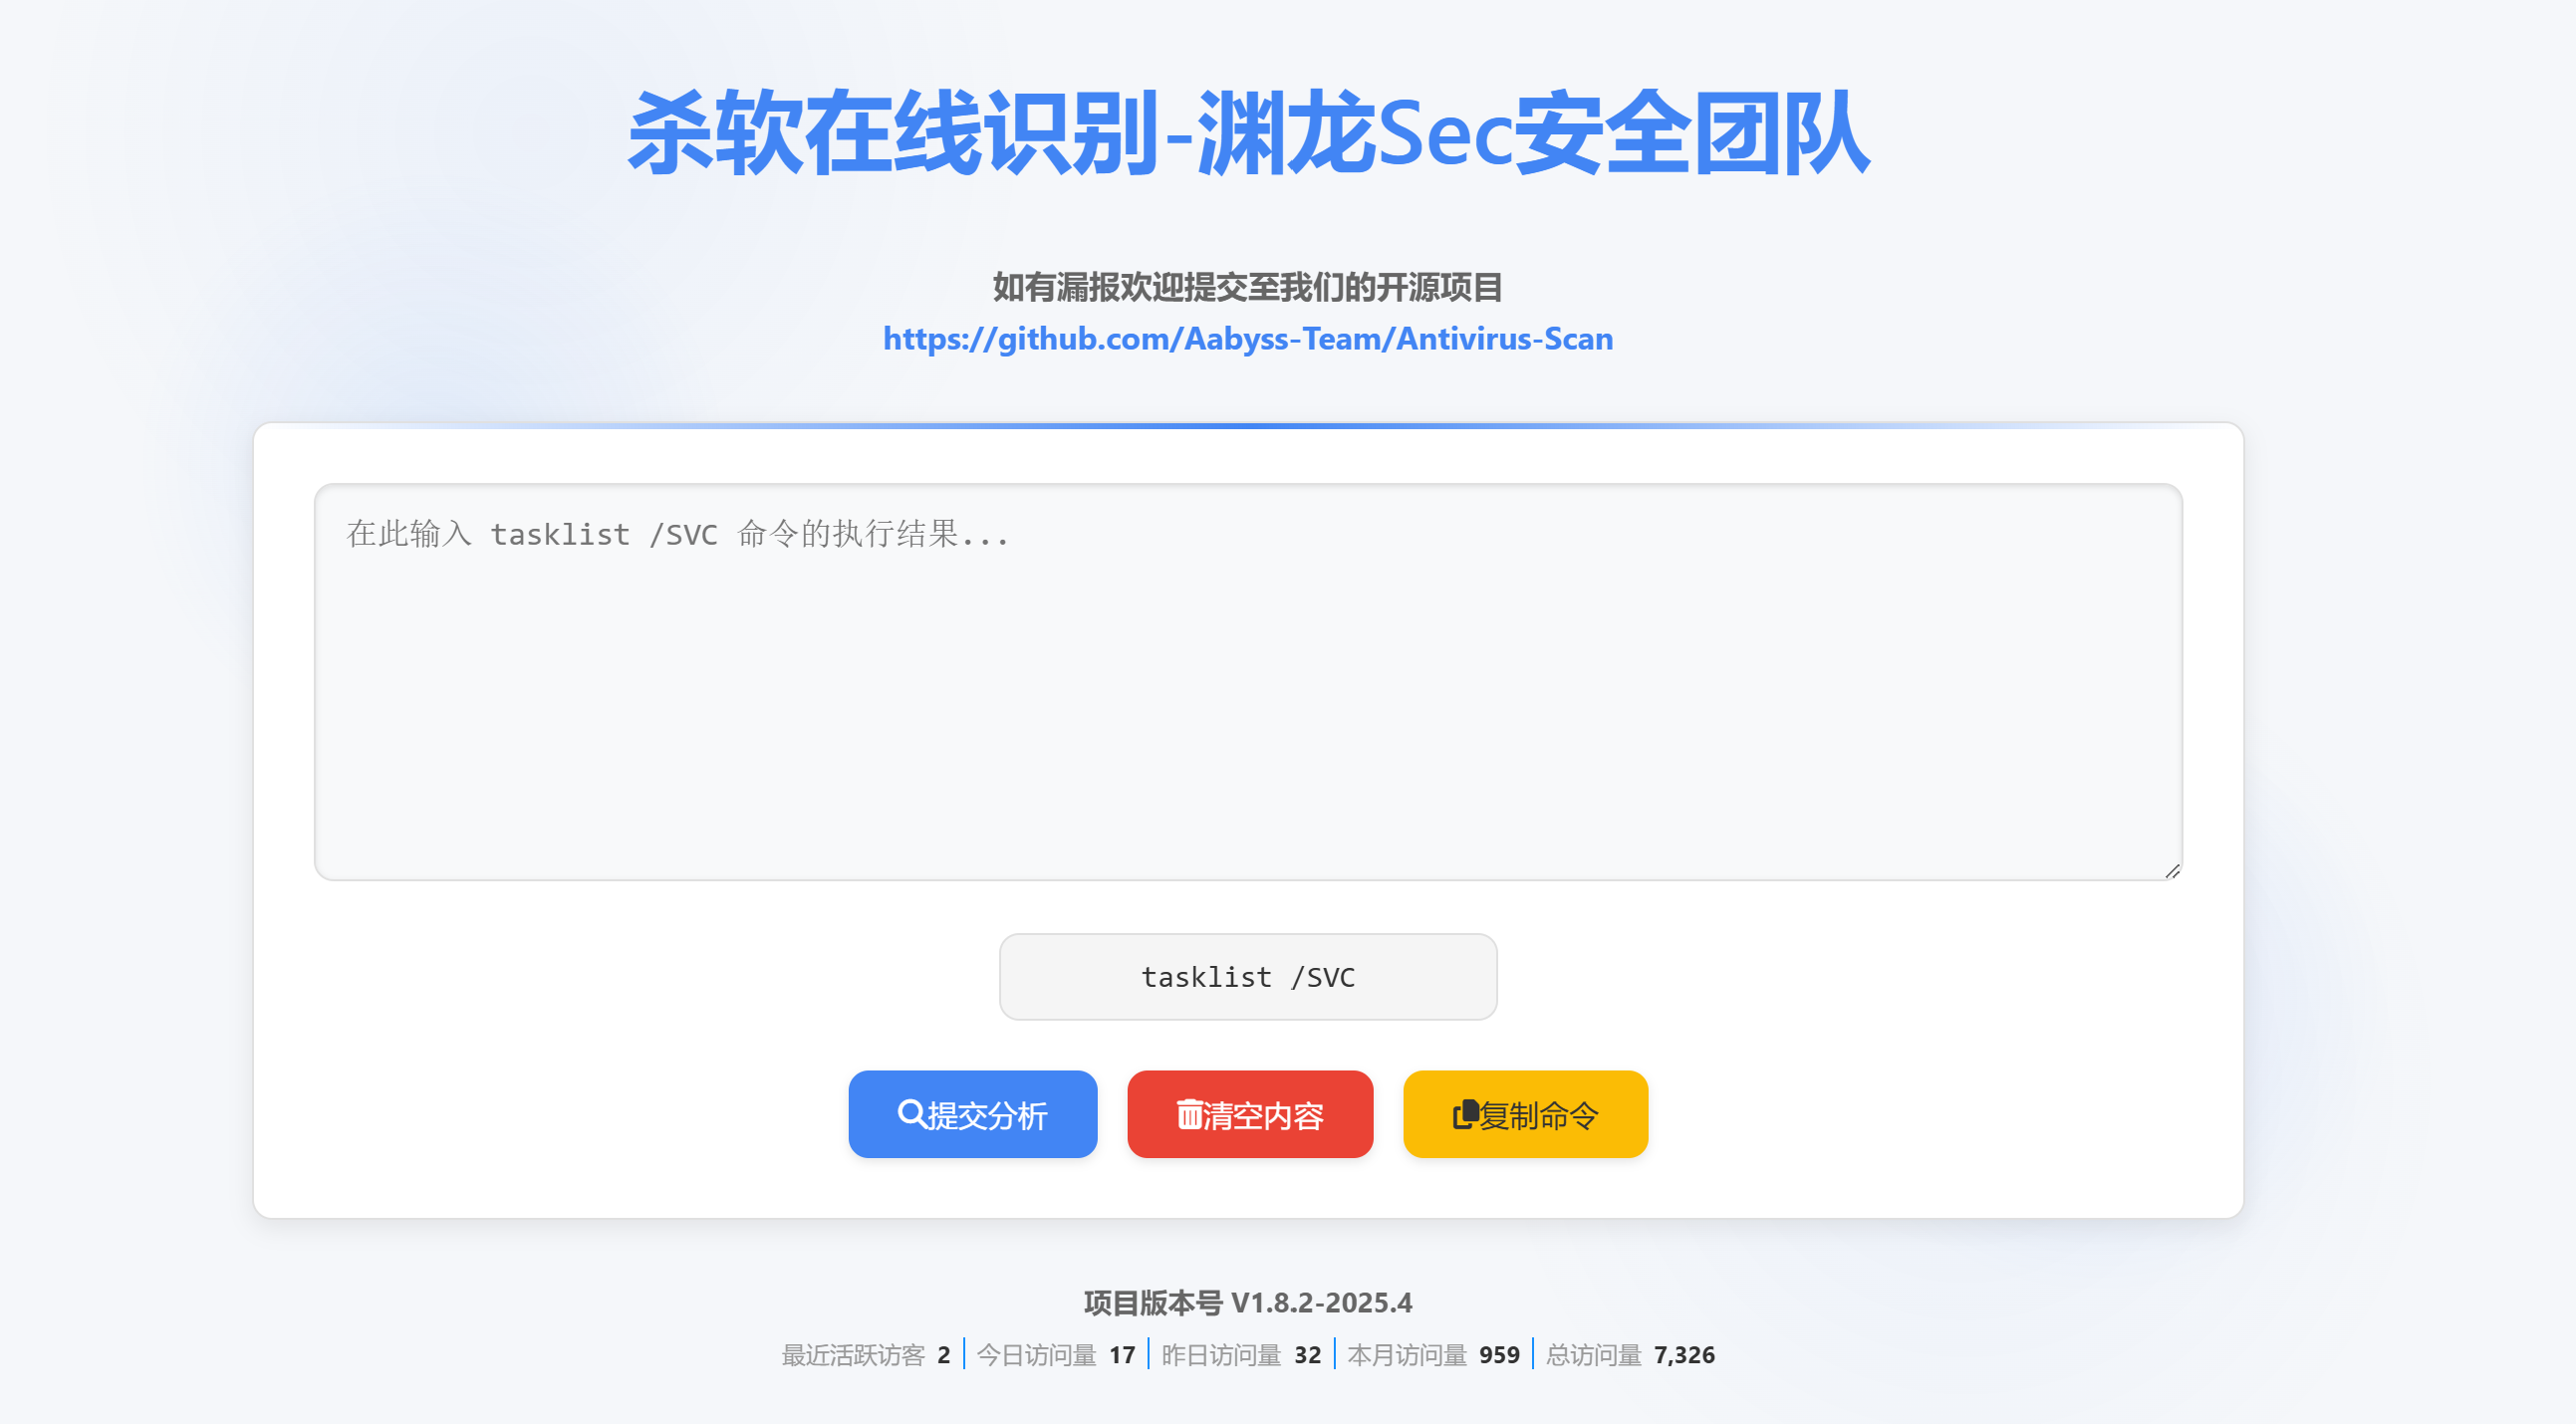 杀软在线识别-渊龙Sec安全团队
如有漏报欢迎提交至我们的开源项目
https://github.com/Aabyss-Team/Antivirus-Scan
在此输入 tasklist /SVC 命令的执行结果...
tasklist /SVC
提交分析 清空内容 复制命令
项目版本号 V1.8.2-2025.4
最近活跃访客 2 今日访问量 17 昨日访问量 32 本月访问量 959 总访问量 7,326